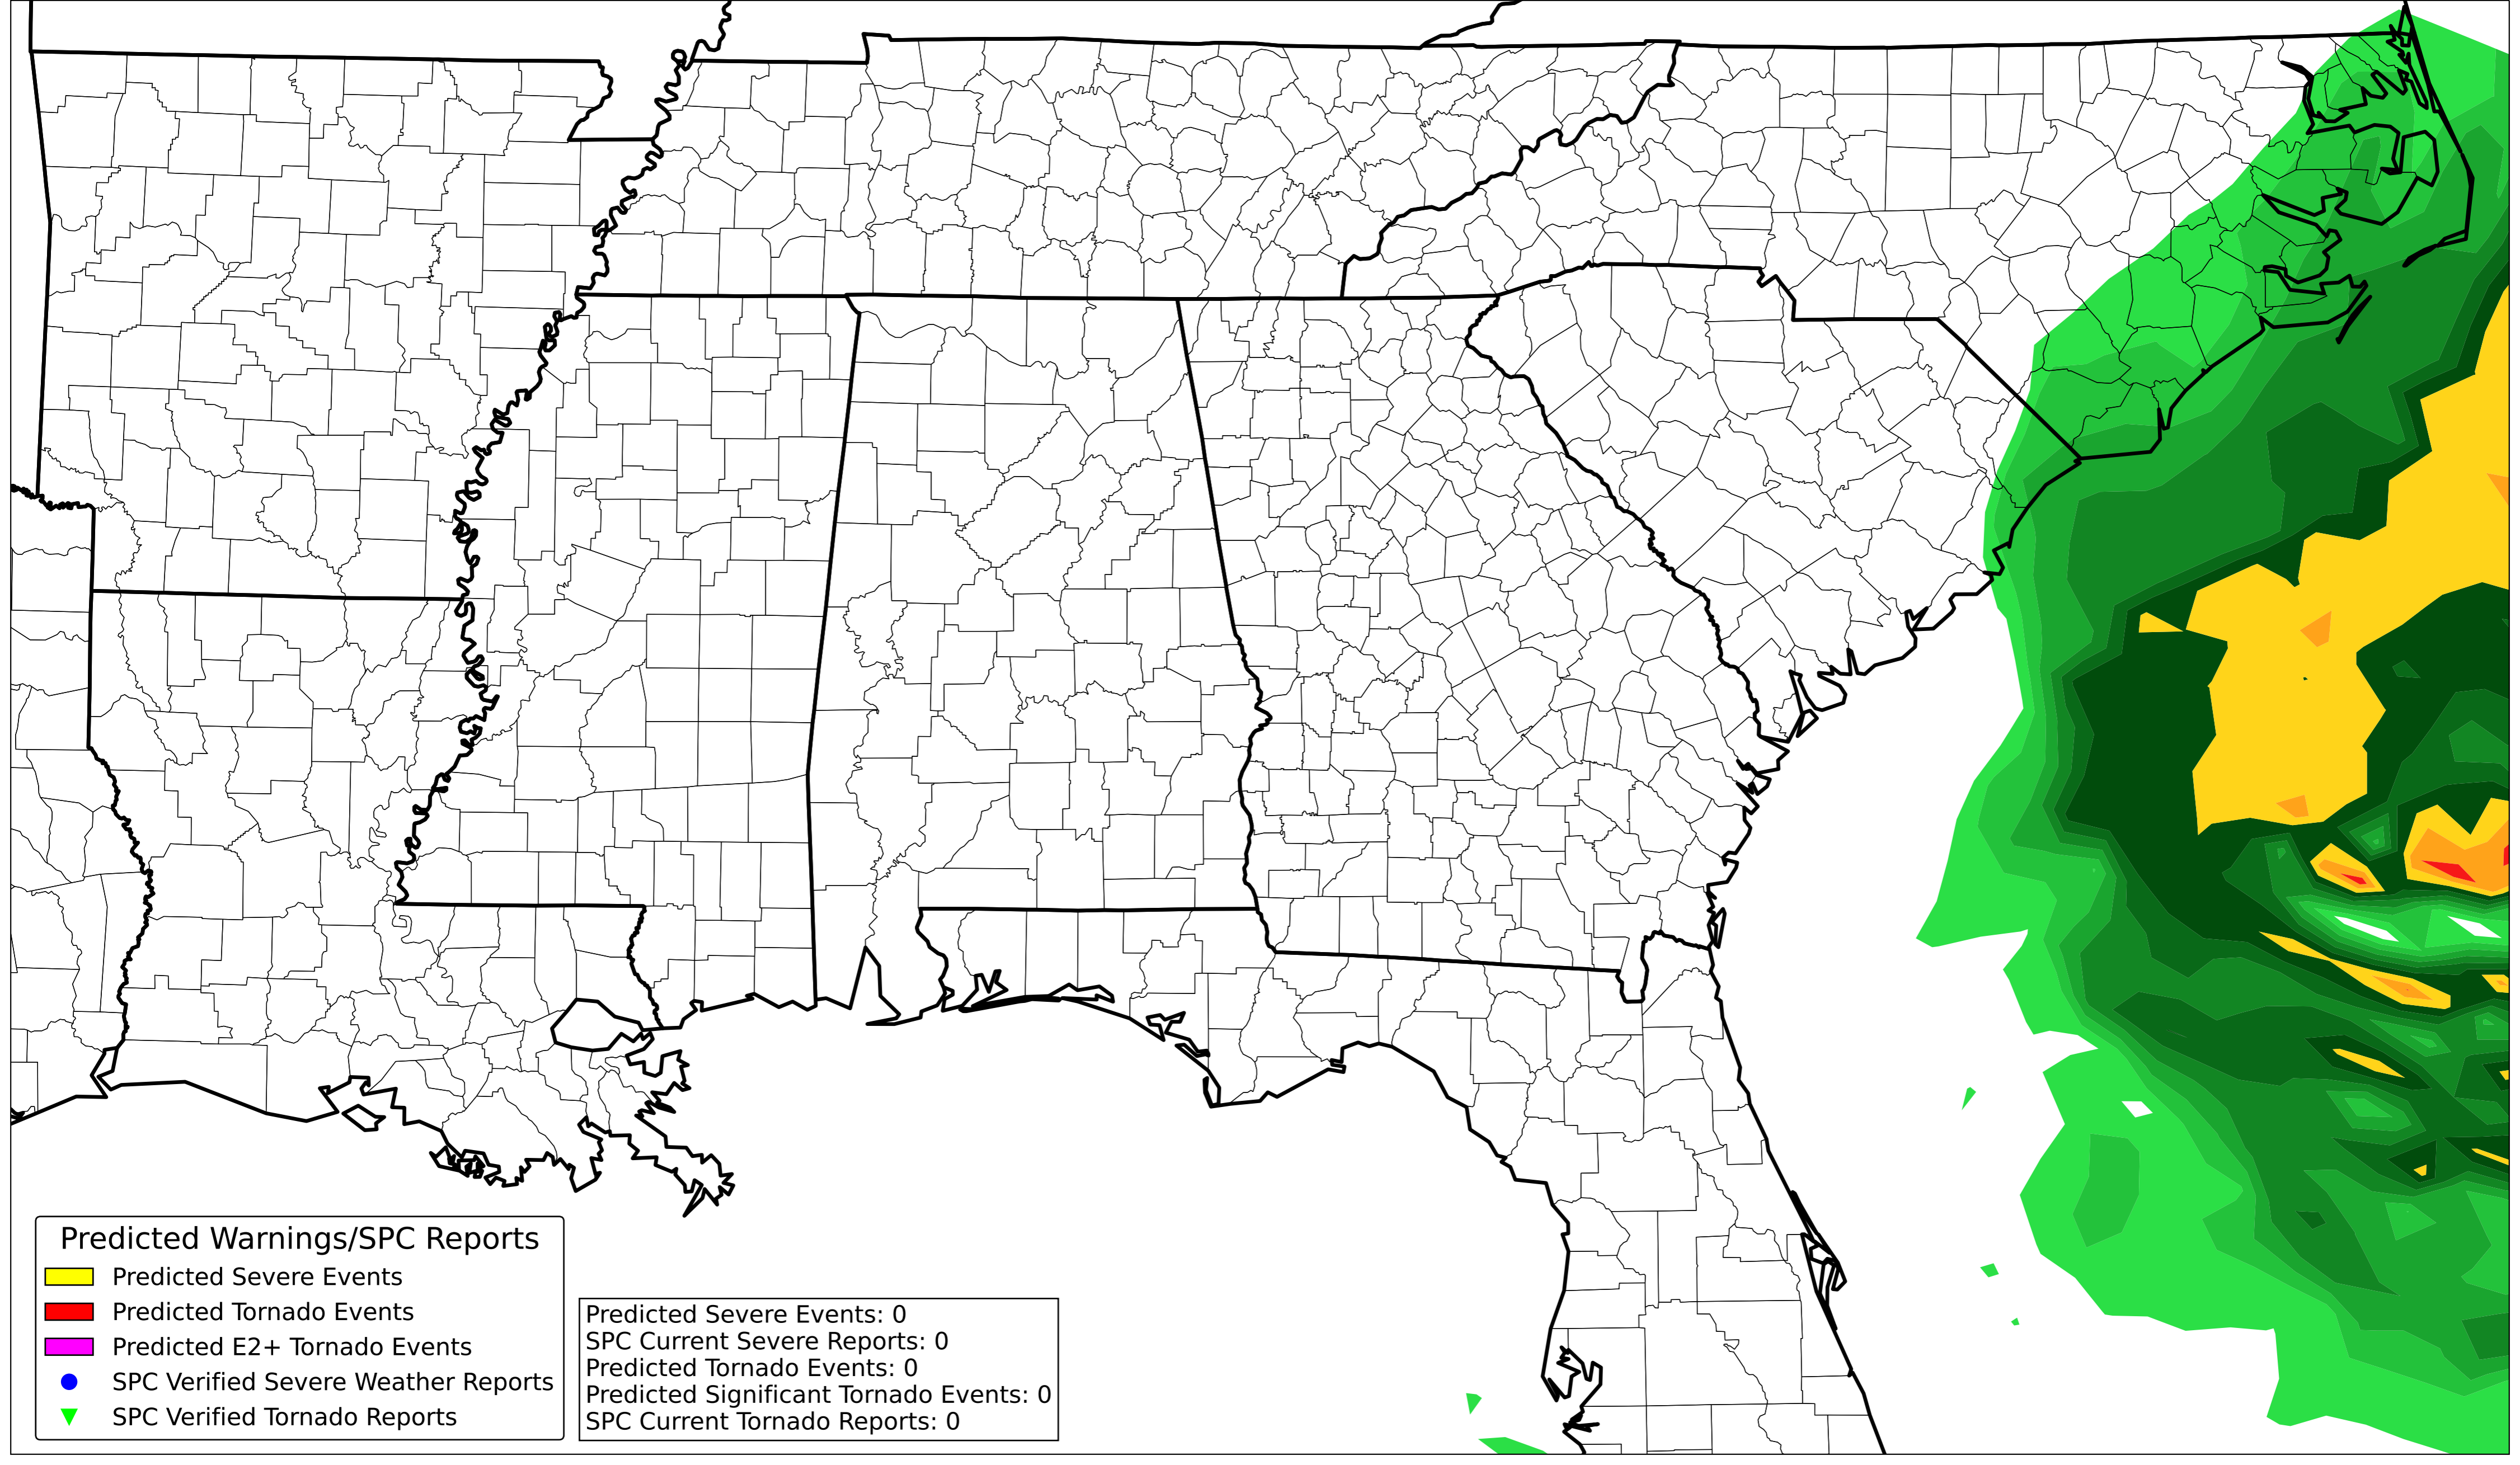 Predicted Warnings/SPC Reports
Predicted Severe Events
Predicted Tornado Events
Predicted E2+ Tornado Events
SPC Verified Severe Weather Reports
SPC Verified Tornado Reports
Predicted Severe Events: 0
SPC Current Severe Reports: 0
Predicted Tornado Events: 0
Predicted Significant Tornado Events: 0
SPC Current Tornado Reports: 0